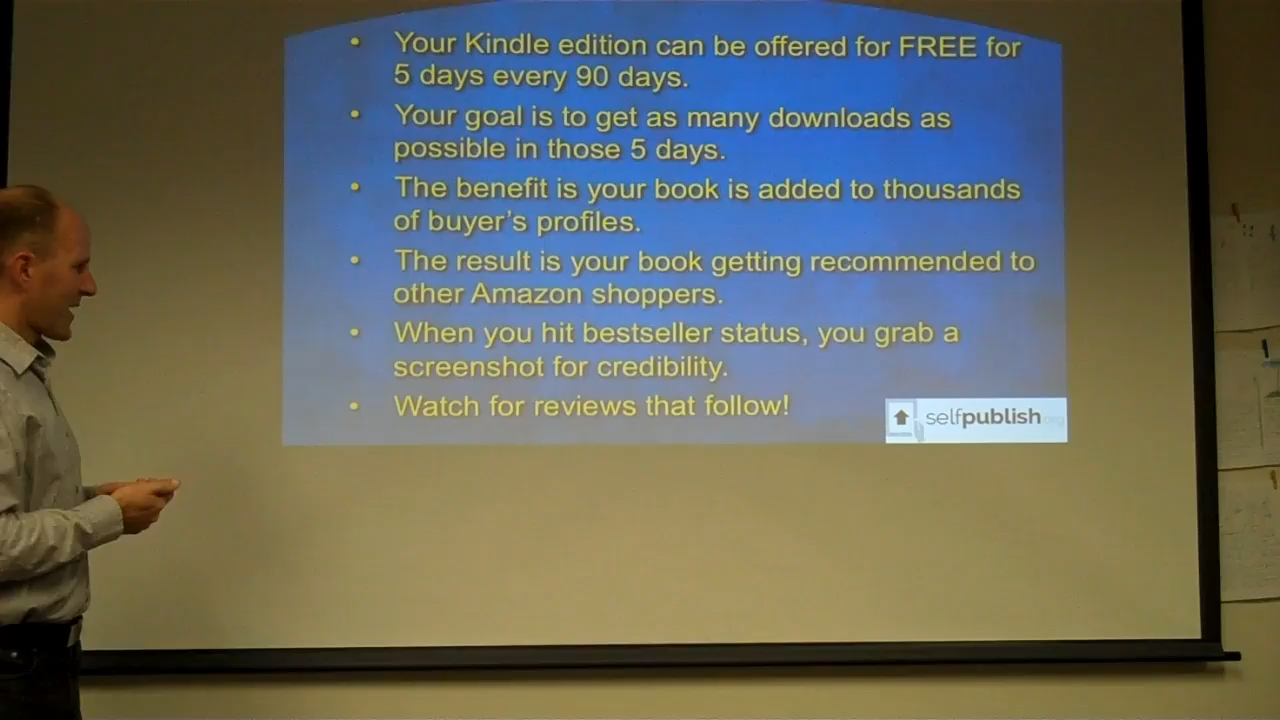 • Your Kindle edition can be offered for FREE for
5 days every 90 days.
• Your goal is to get as many downloads as
possible in those 5 days.
• The benefit is your book is added to thousands
of buyer's profiles.
• The result is your book getting recommended to
other Amazon shoppers.
• When you hit bestseller status, you grab a
screenshot for credibility.
• Watch for reviews that follow!
selfpublish